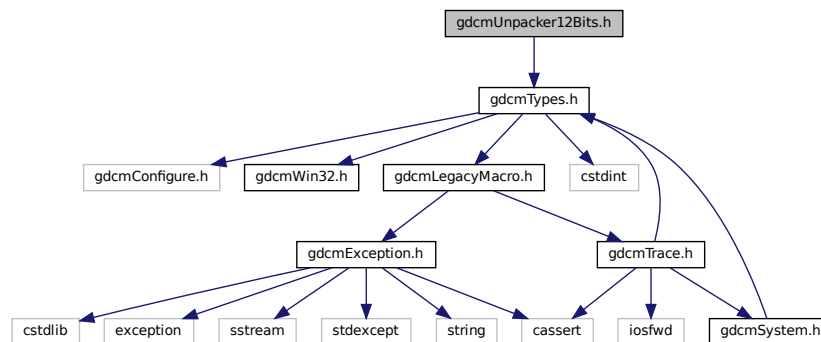 gdcmUnpacker12Bits.h
gdcmTypes.h
gdcmConfigure.h
gdcmWin32.h
gdcmLegacyMacro.h
cstdint
gdcmException.h
gdcmTrace.h
cstdlib
exception
sstream
stdexcept
string
cassert
iosfwd
gdcmSystem.h